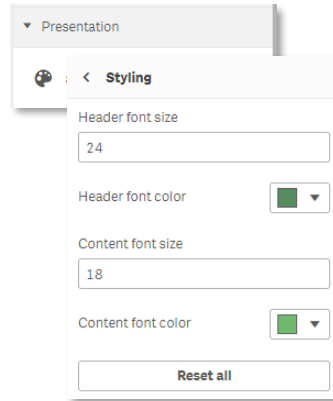 Presentation
Styling
Header font size
24
Header font color
Content font size
18
Content font color
Reset all